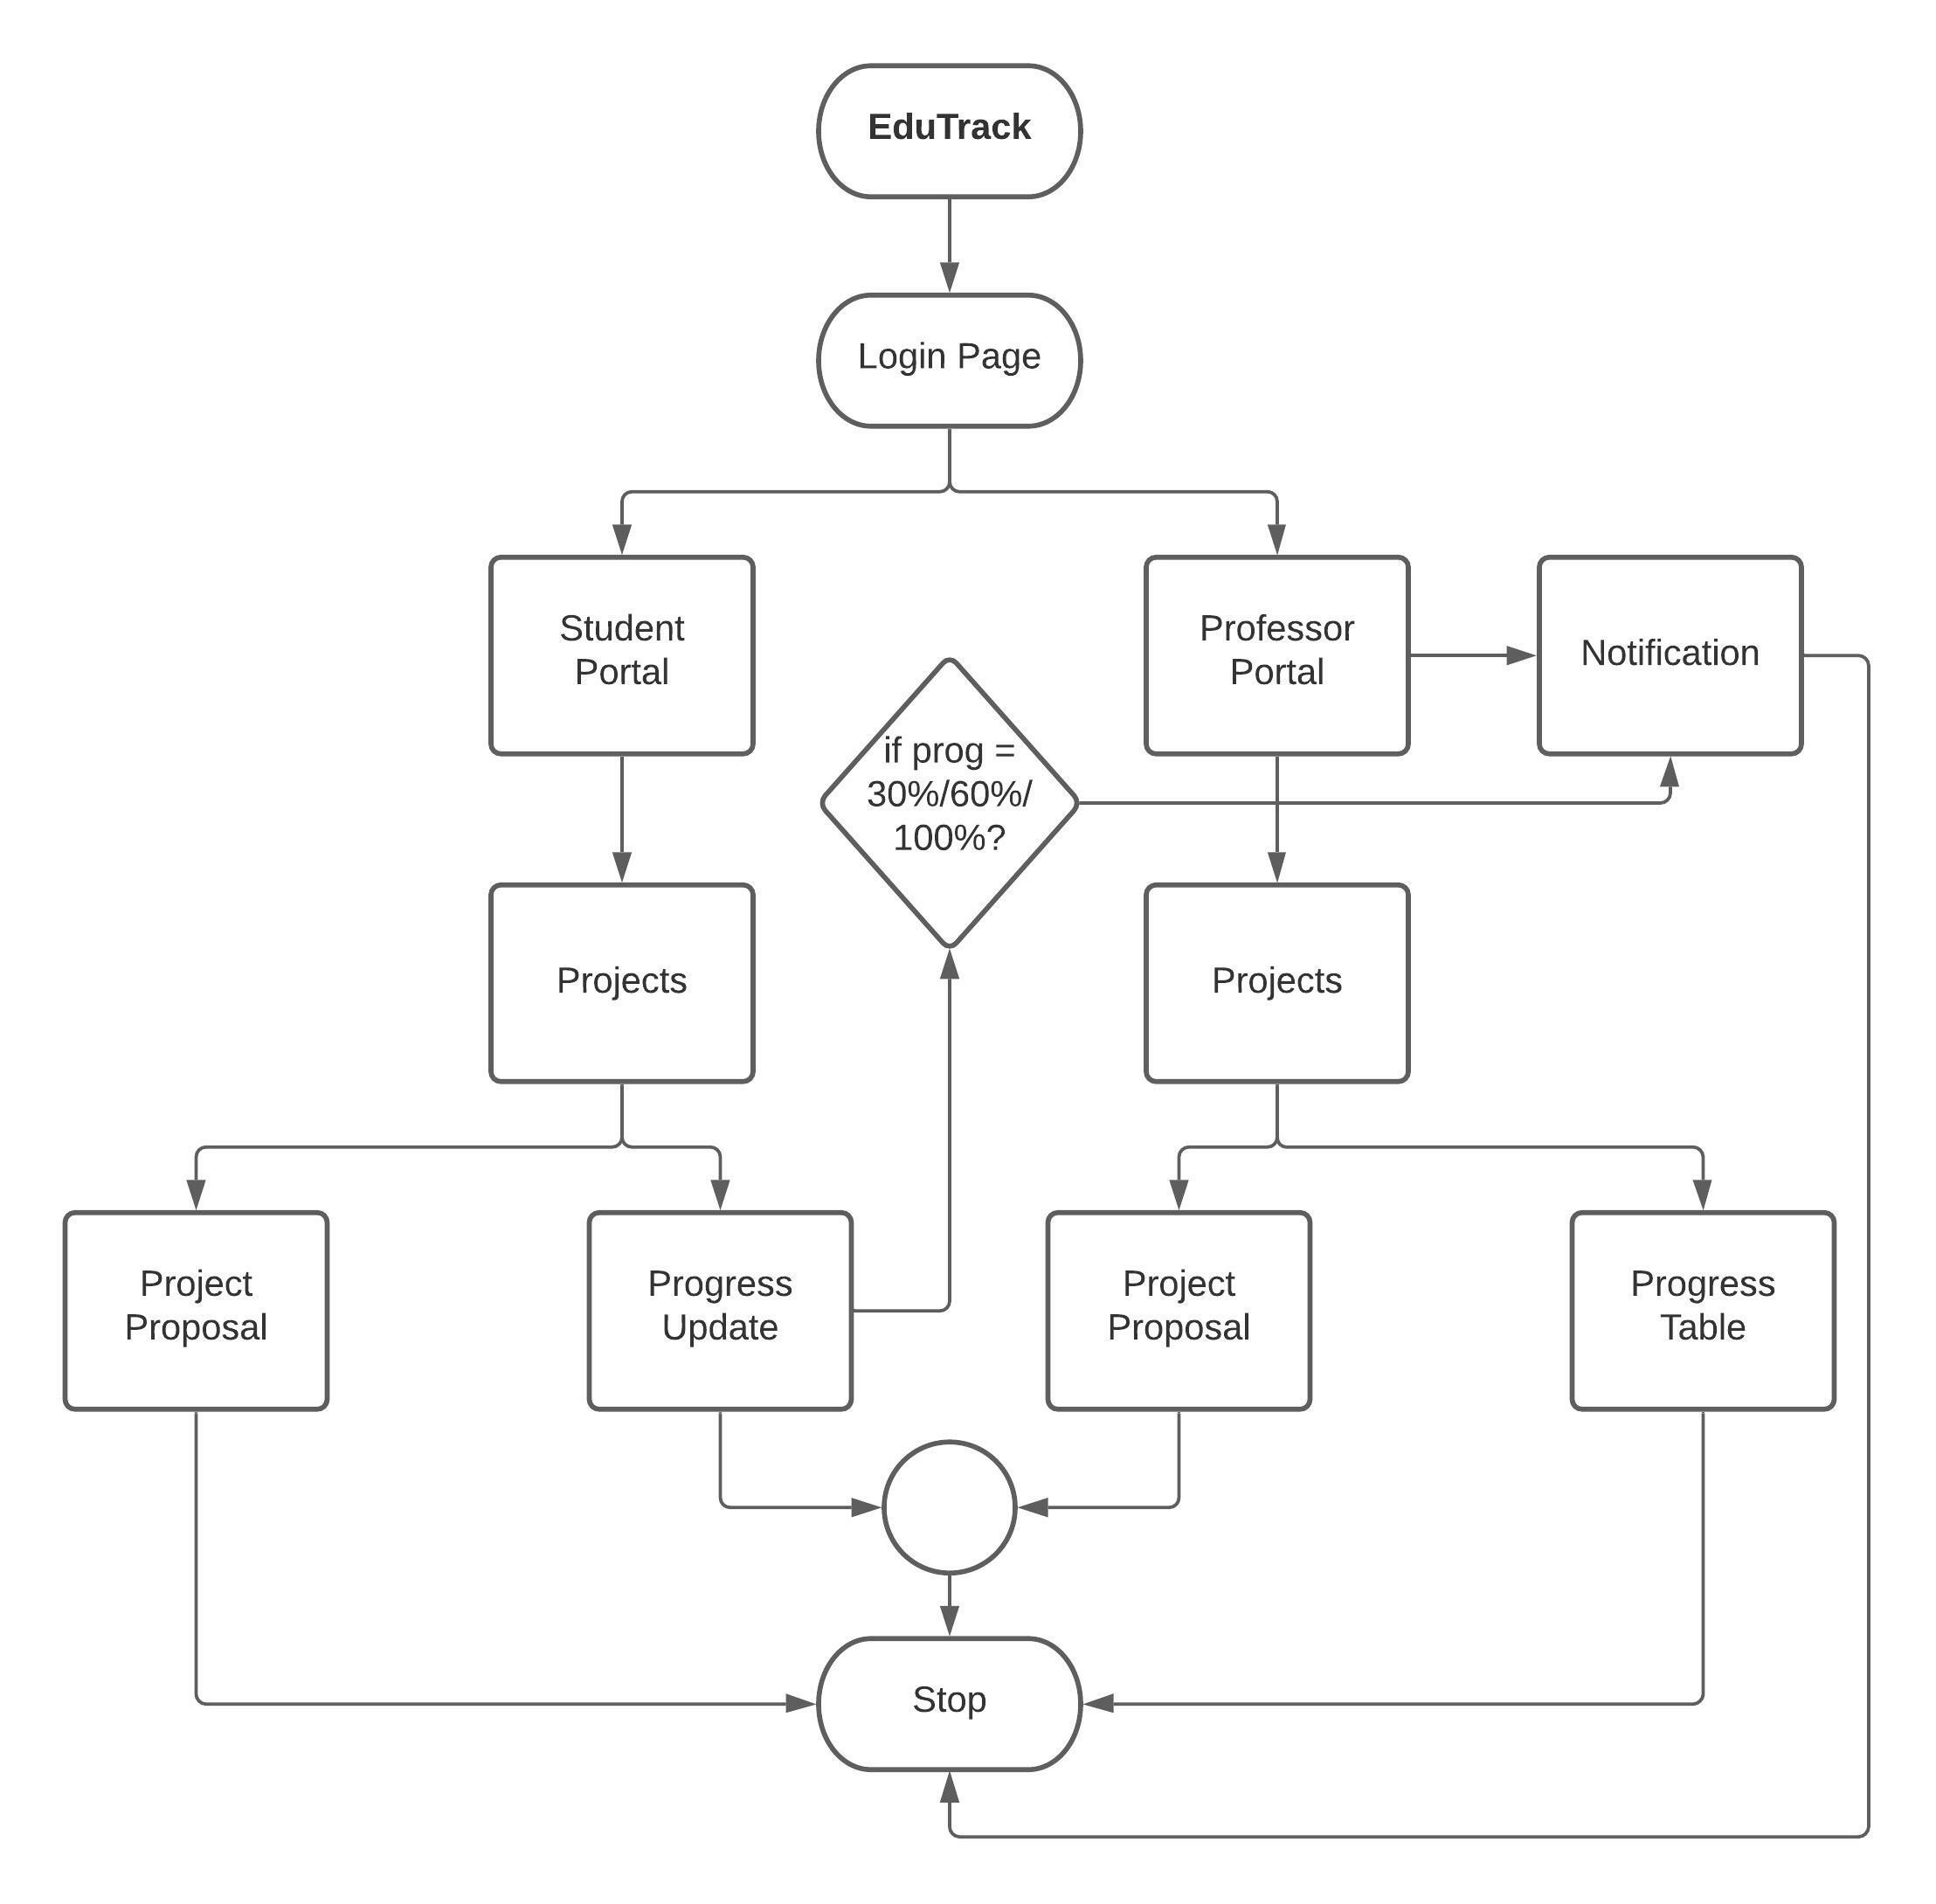 EduTrack
Login Page
Student
Portal
Professor
Portal
Notification
if prog =
30%/60%/
100%?
Projects
Projects
Project
Proposal
Progress
Update
Project
Proposal
Progress
Table
Stop